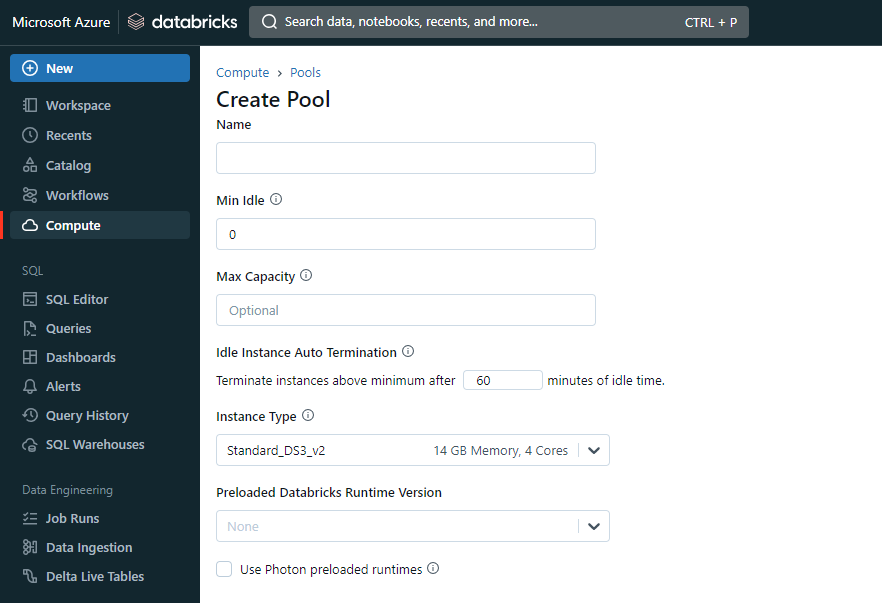 Microsoft Azure databricks Search data, notebooks, recents, and more... CTRL + P
New
Workspace
Recents
Catalog
Workflows
Compute
SQL
SQL Editor
Queries
Dashboards
Alerts
Query History
SQL Warehouses
Data Engineering
Job Runs
Data Ingestion
Delta Live Tables
Compute › Pools
Create Pool
Name
Min Idle
0
Max Capacity
Optional
Idle Instance Auto Termination
Terminate instances above minimum after 60 minutes of idle time.
Instance Type
Standard_DS3_v2 14 GB Memory, 4 Cores
Preloaded Databricks Runtime Version
None
Use Photon preloaded runtimes